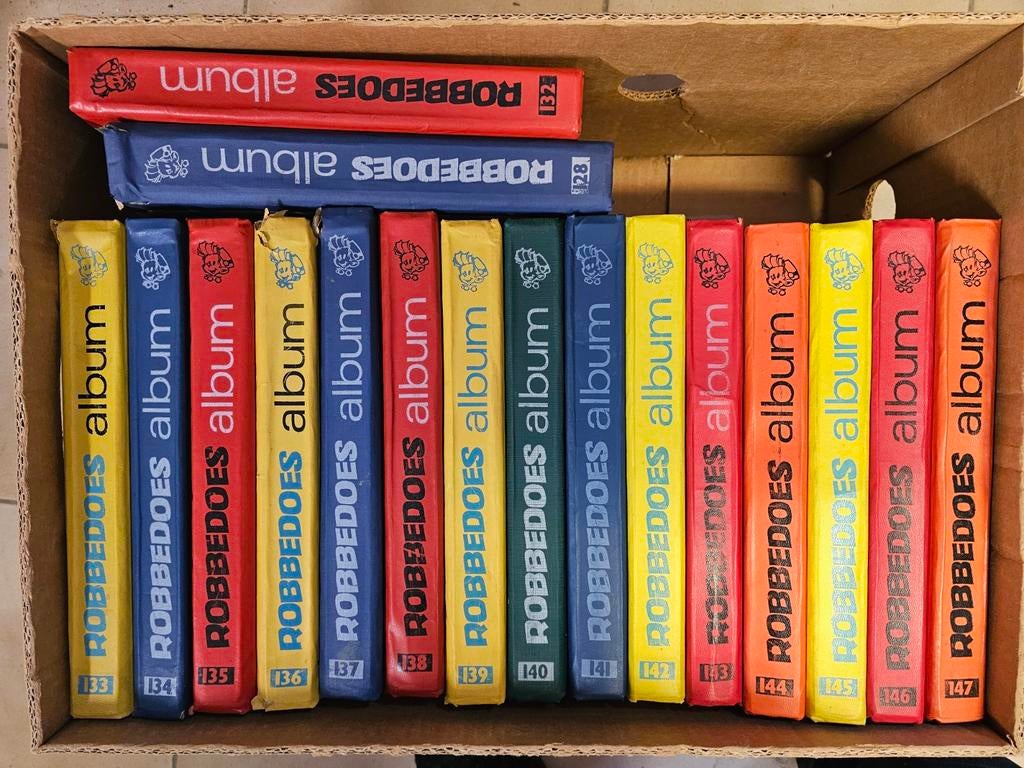 ROBBEDOES album 132
ROBBEDOES album 128
ROBBEDOES album 133
ROBBEDOES album 134
ROBBEDOES album 135
ROBBEDOES album 136
ROBBEDOES album 137
ROBBEDOES album 138
ROBBEDOES album 139
ROBBEDOES album 140
ROBBEDOES album 141
ROBBEDOES album 142
ROBBEDOES album 143
ROBBEDOES album 144
ROBBEDOES album 145
ROBBEDOES album 146
ROBBEDOES album 147